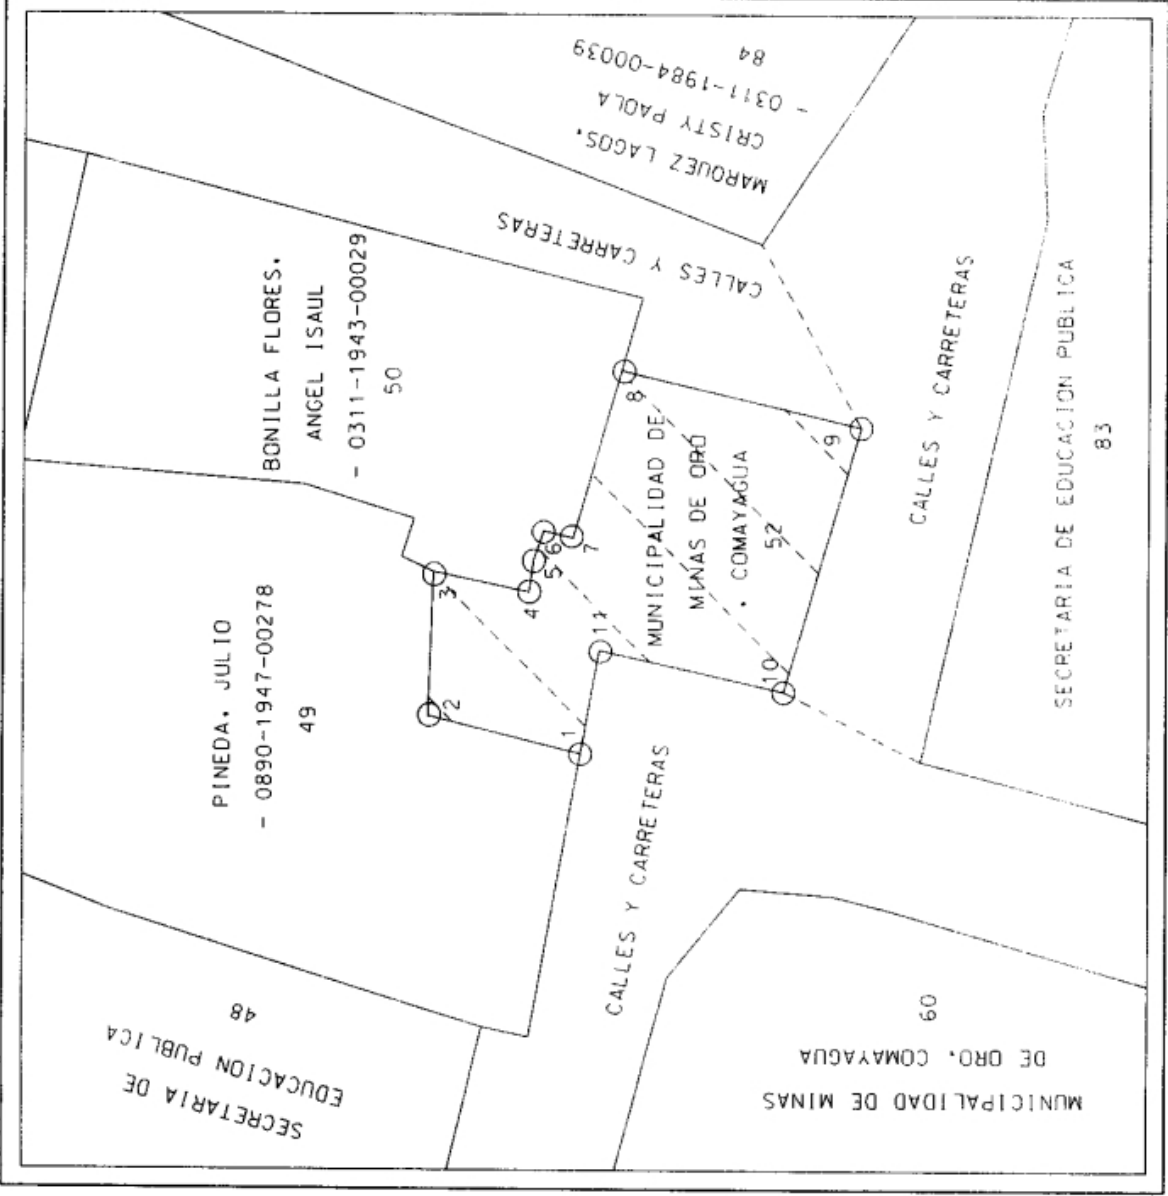 PINEDA. JULIO
- 0890-1947-00278
49
BONILLA FLORES.
ANGEL ISAUL
- 0311-1943-00029
50
MARQUEZ LAGOS.
CRISTY PAOLA
- 0311-1984-00039
84
CALLES Y CARRETERAS
SECRETARIA DE
EDUCACION PUBLICA
48
1
2
3
4
5
6
7
8
9
10
11
MUNICIPALIDAD DE
MINAS DE ORO
. COMAYAGUA
52
CALLES Y CARRETERAS
CALLES Y CARRETERAS
SECRETARIA DE EDUCACION PUBLICA
83
MUNICIPALIDAD DE MINAS
DE ORO. COMAYAGUA
60